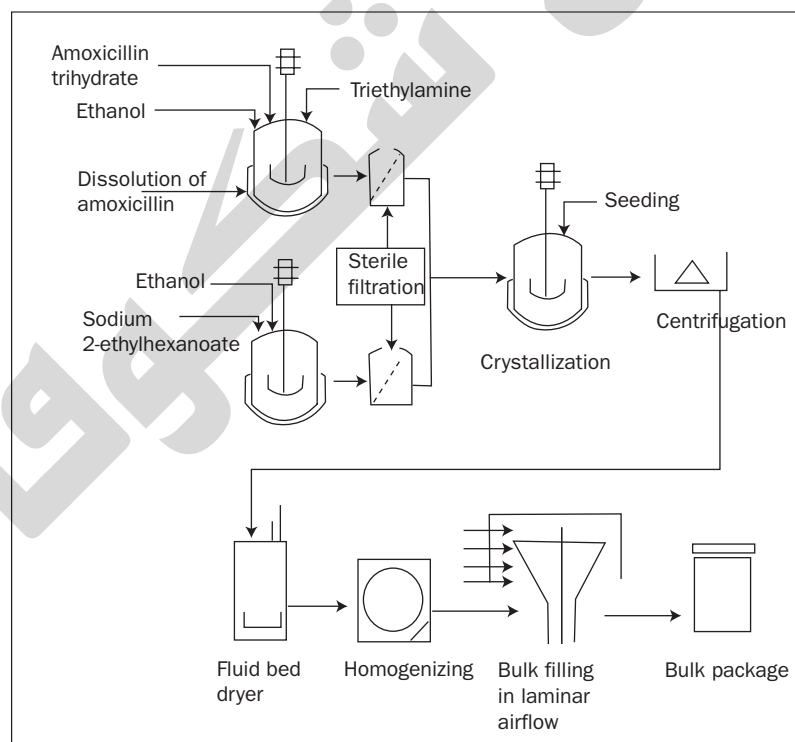 Amoxicillin
trihydrate
Ethanol
Triethylamine
Dissolution of
amoxicillin
Ethanol
Sodium
2-ethylhexanoate
Sterile
filtration
Seeding
Crystallization
Centrifugation
Fluid bed
dryer
Homogenizing
Bulk filling
in laminar
airflow
Bulk package